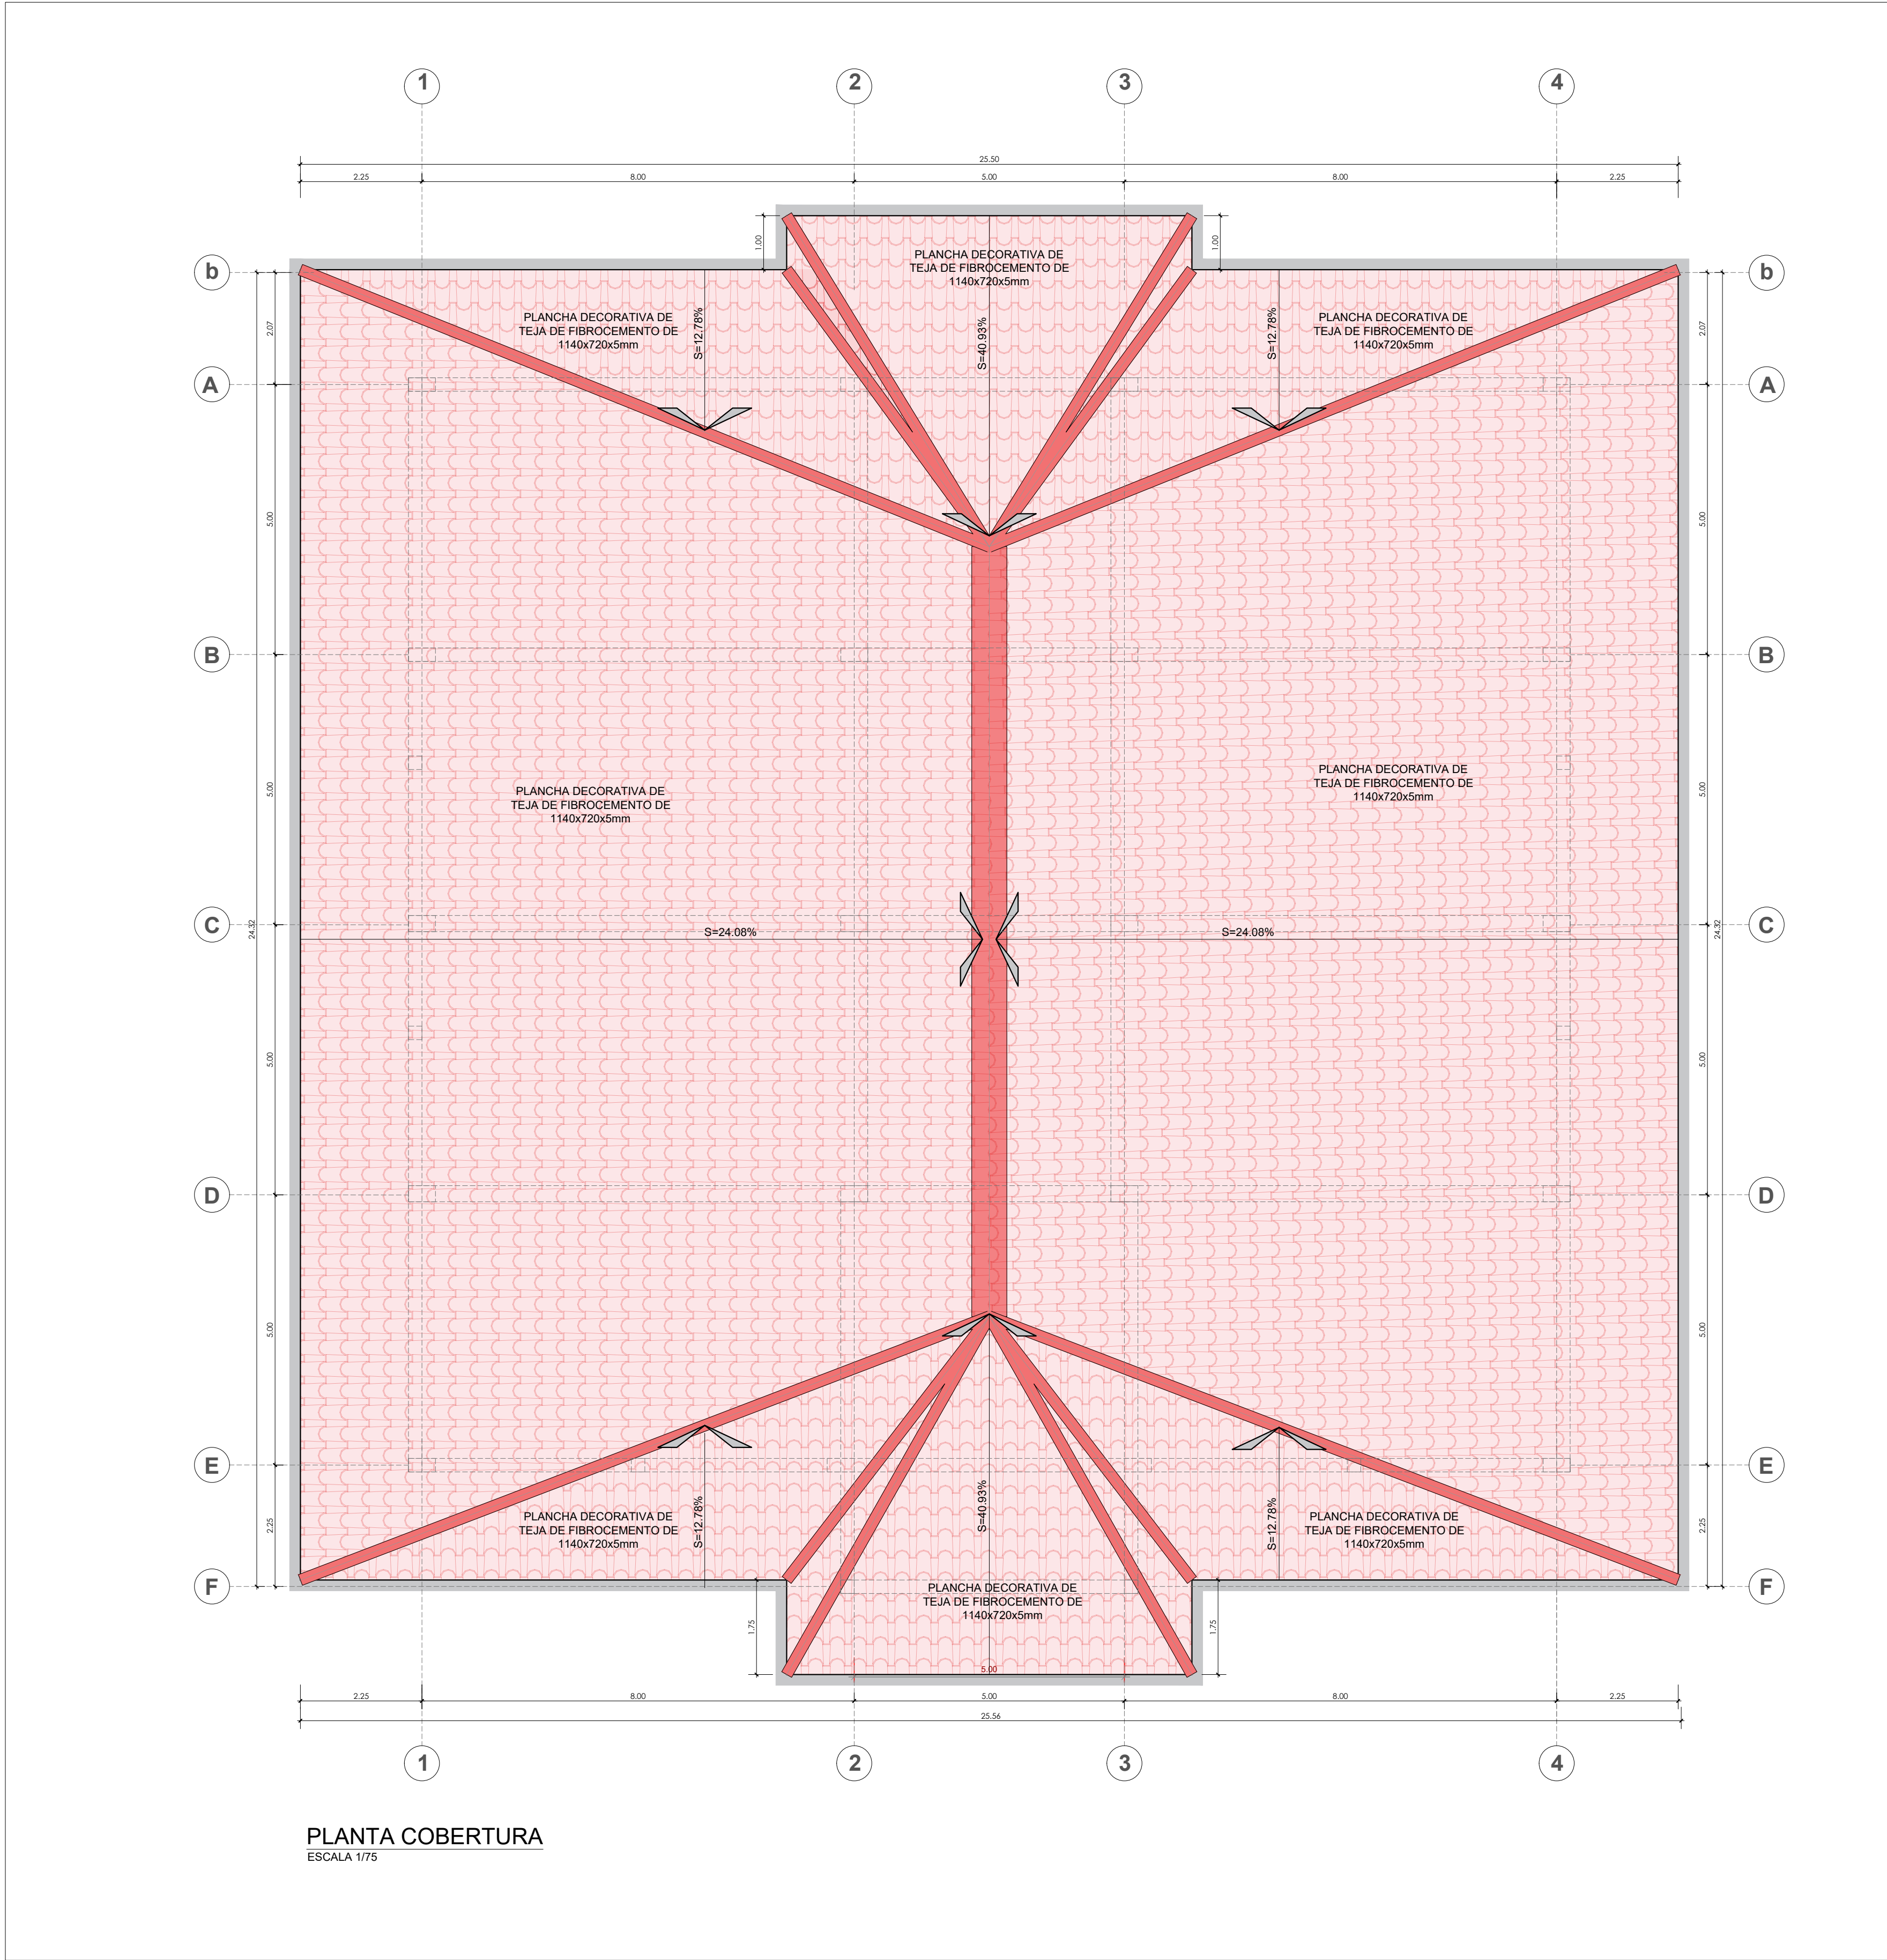 1
2
3
4
25.50
2.25
8.00
5.00
8.00
2.25
1.00
1.00
PLANCHA DECORATIVA DE
TEJA DE FIBROCEMENTO DE
1140x720x5mm
b
b
PLANCHA DECORATIVA DE
TEJA DE FIBROCEMENTO DE
1140x720x5mm
S=12.78%
S=40.93%
S=12.78%
PLANCHA DECORATIVA DE
TEJA DE FIBROCEMENTO DE
1140x720x5mm
2.07
2.07
A
A
5.00
5.00
B
B
5.00
5.00
PLANCHA DECORATIVA DE
TEJA DE FIBROCEMENTO DE
1140x720x5mm
PLANCHA DECORATIVA DE
TEJA DE FIBROCEMENTO DE
1140x720x5mm
C
C
24.32
24.32
S=24.08%
S=24.08%
5.00
5.00
D
D
5.00
5.00
E
E
2.25
2.25
PLANCHA DECORATIVA DE
TEJA DE FIBROCEMENTO DE
1140x720x5mm
S=12.78%
S=40.93%
S=12.78%
PLANCHA DECORATIVA DE
TEJA DE FIBROCEMENTO DE
1140x720x5mm
F
F
PLANCHA DECORATIVA DE
TEJA DE FIBROCEMENTO DE
1140x720x5mm
1.75
1.75
5.00
2.25
8.00
5.00
8.00
2.25
25.56
1
2
3
4
PLANTA COBERTURA
ESCALA 1/75